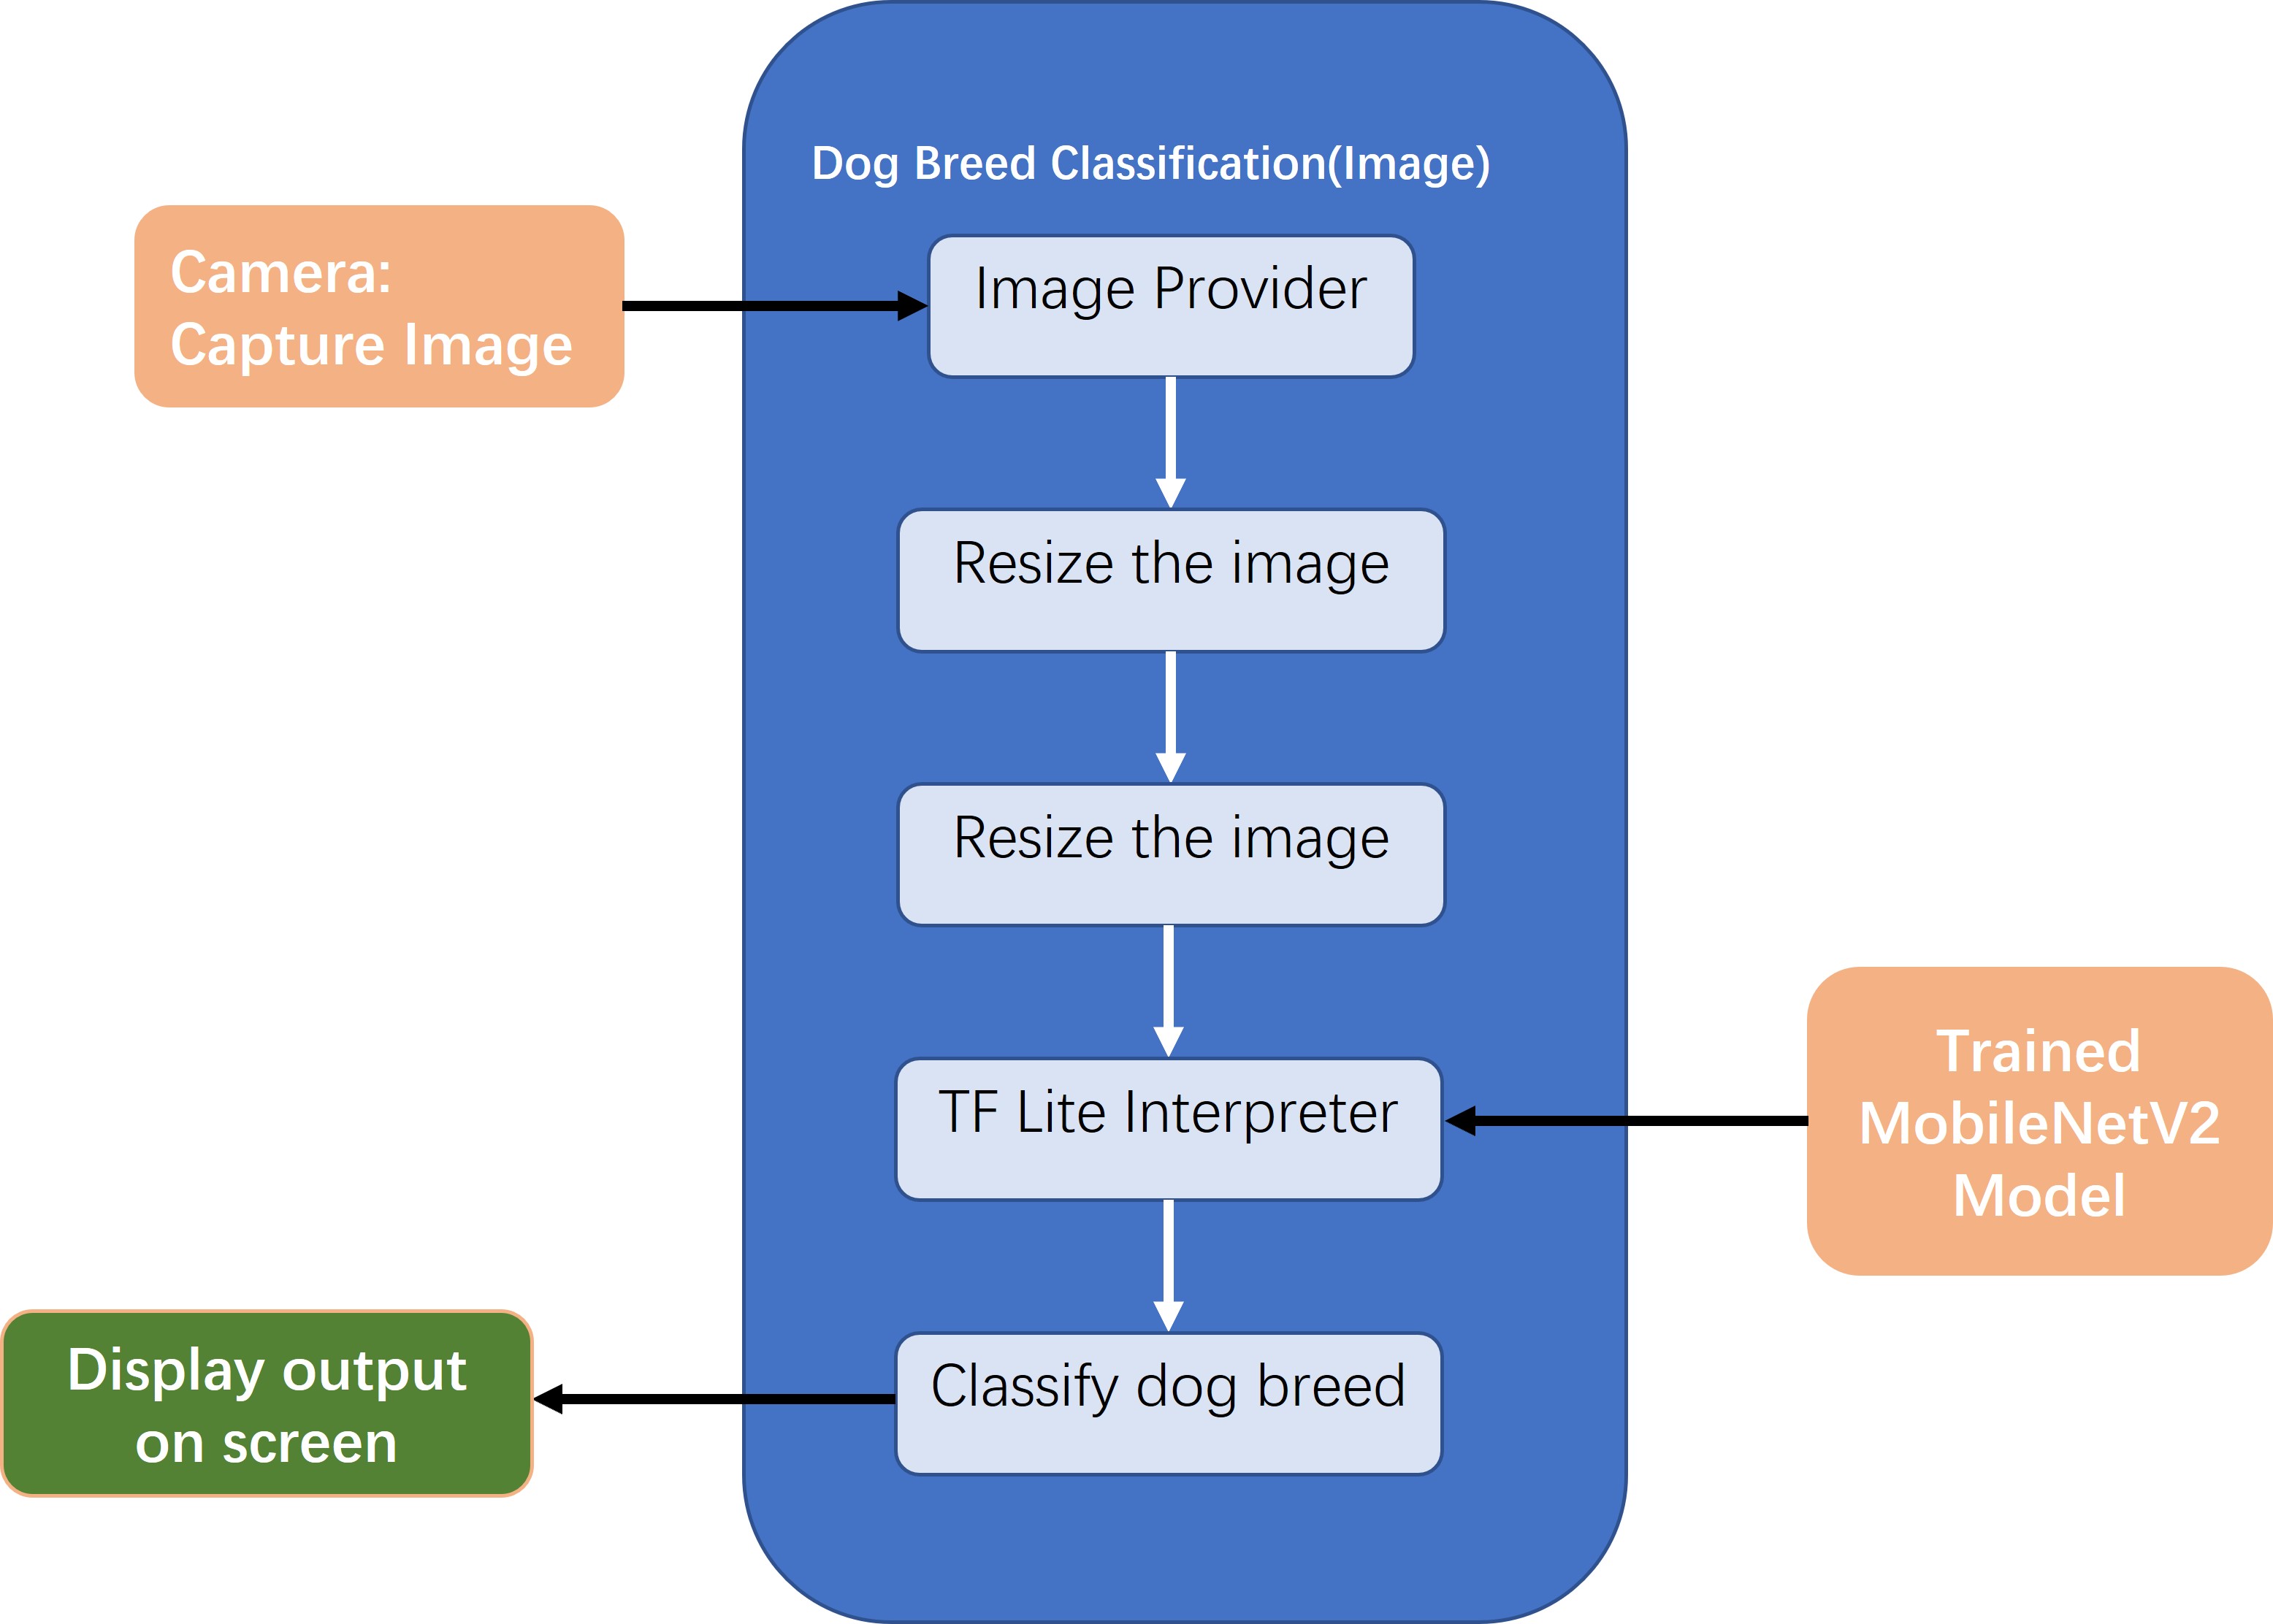 Dog Breed Classification(Image)
Camera:
Capture Image
Image Provider
Resize the image
Resize the image
TF Lite Interpreter
Trained
MobileNetV2
Model
Classify dog breed
Display output
on screen